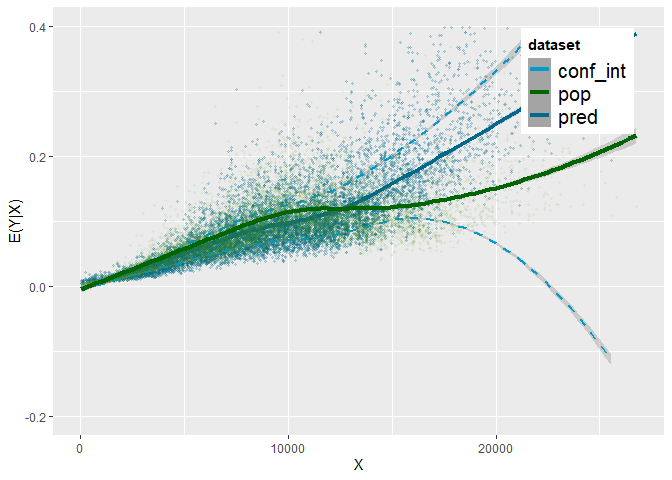 0.4
0.2
0.0
-0.2
E(Y|X)
dataset
conf_int
pop
pred
0 10000 20000
X